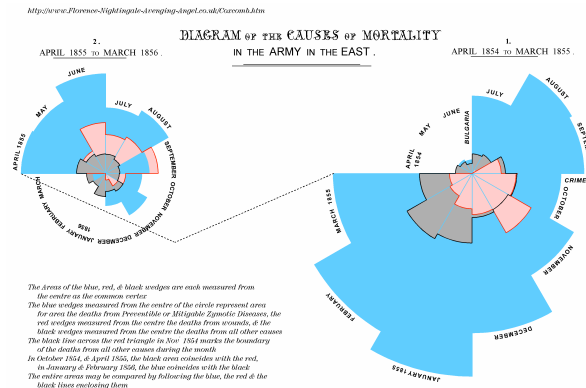 http://www.Florence-Nightingale-Avenging-Angel.co.uk/Coxcomb.htm
DIAGRAM OF THE CAUSES OF MORTALITY
IN THE ARMY IN THE EAST.
2.
APRIL 1855 TO MARCH 1856.
1.
APRIL 1854 TO MARCH 1855.
APRIL 1855
MAY
JUNE
JULY
AUGUST
SEPTEMBER
OCTOBER
NOVEMBER
DECEMBER
JANUARY
1856
FEBRUARY
MARCH
APRIL
1854
MAY
JUNE
BULGARIA
JULY
AUGUST
SEPTE
CRIME
OCTOBER
NOVEMBER
DECEMBER
JANUARY 1855
FEBRUARY
MARCH 1855
The Areas of the blue, red, & black wedges are each measured from
the centre as the common vertex
The blue wedges measured from the centre of the circle represent area
for area the deaths from Preventible or Mitigable Zymotic Diseases, the
red wedges measured from the centre the deaths from wounds, & the
black wedges measured from the centre the deaths from all other causes
The black line across the red triangle in Nov 1854 marks the boundary
of the deaths from all other causes during the month
In October 1854, & April 1855, the black area coincides with the red,
in January & February 1856, the blue coincides with the black
The entire areas may be compared by following the blue, the red & the
black lines enclosing them